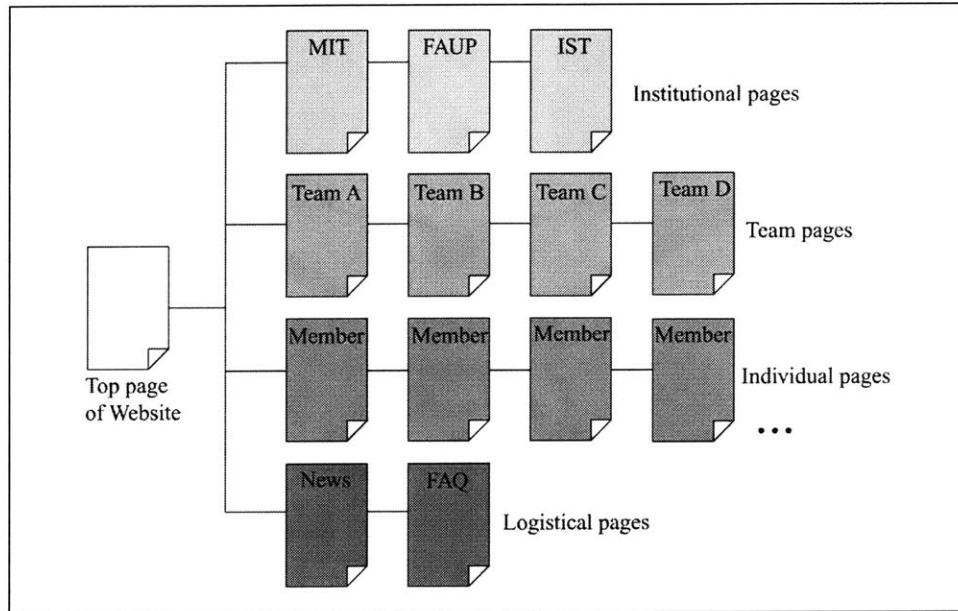 MIT
FAUP
IST
Institutional pages
Team A
Team B
Team C
Team D
Team pages
Top page
of Website
Member
Member
Member
Member
Individual pages
...
News
FAQ
Logistical pages